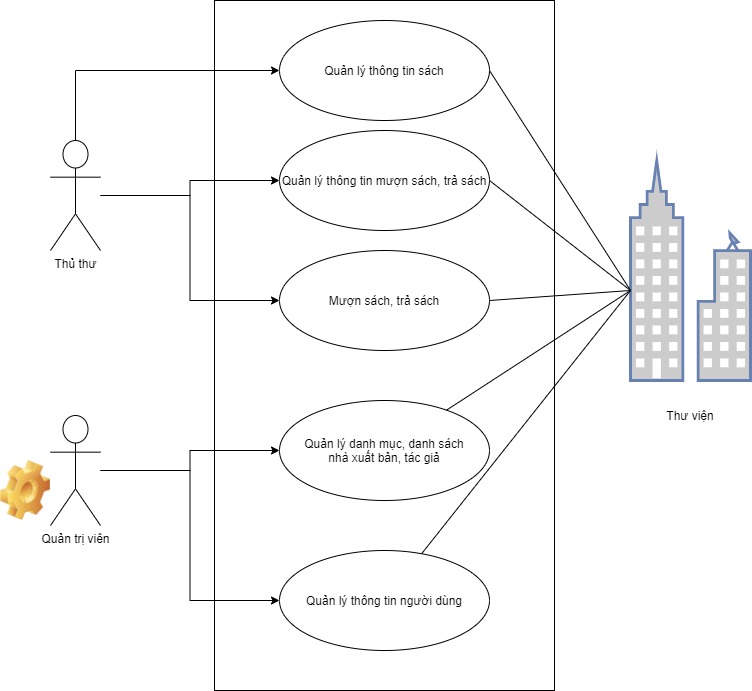 Quản lý thông tin sách
Quản lý thông tin mượn sách, trả sách
Thủ thư
Mượn sách, trả sách
Thư viện
Quản lý danh mục, danh sách
nhà xuất bản, tác giả
Quản trị viên
Quản lý thông tin người dùng